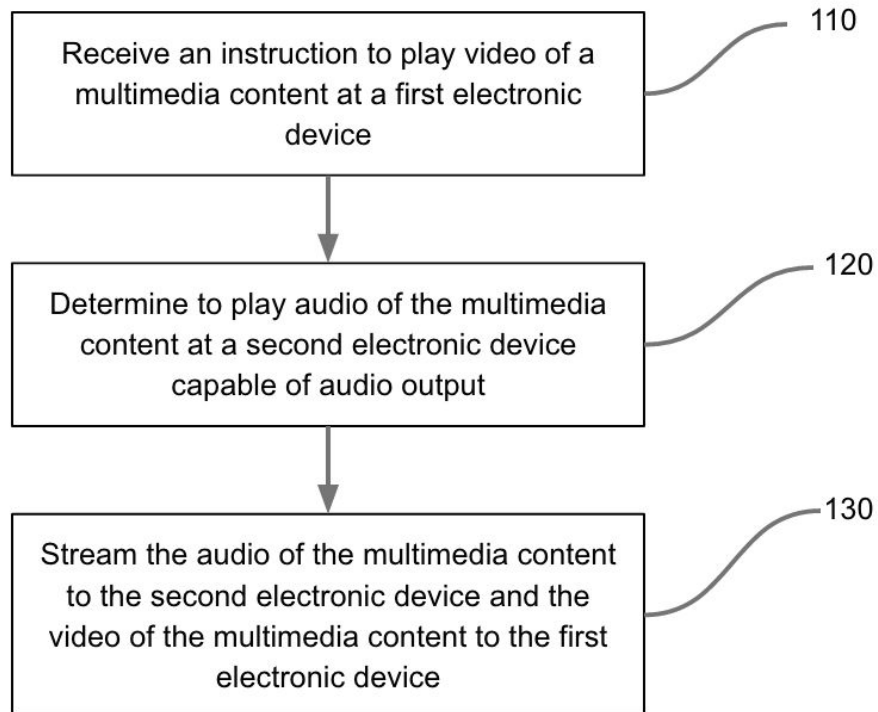 110
Receive an instruction to play video of a
multimedia content at a first electronic
device
120
Determine to play audio of the multimedia
content at a second electronic device
capable of audio output
130
Stream the audio of the multimedia content
to the second electronic device and the
video of the multimedia content to the first
electronic device